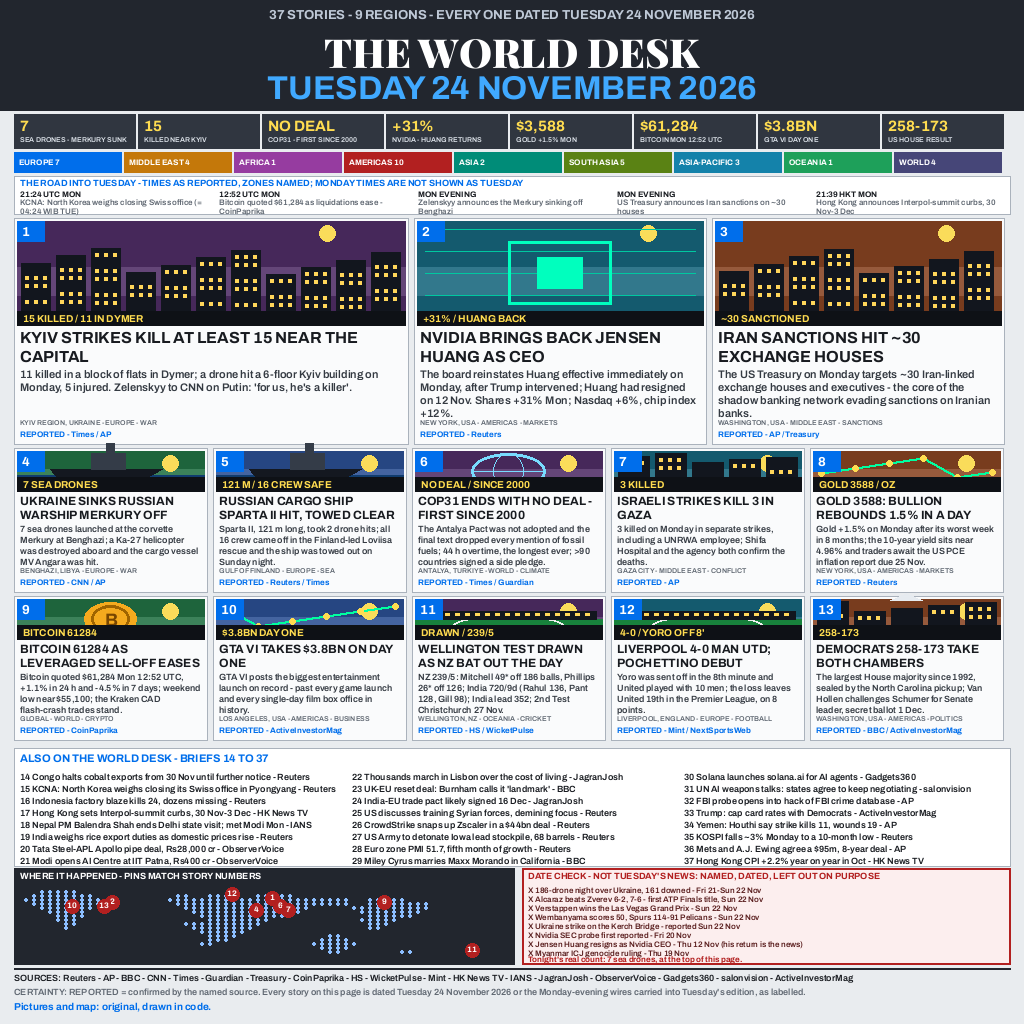 37 STORIES - 9 REGIONS - EVERY ONE DATED TUESDAY 24 NOVEMBER 2026
THE WORLD DESK
TUESDAY 24 NOVEMBER 2026
7
SEA DRONES - MERKURY SUNK
15
KILLED NEAR KYIV
NO DEAL
COP31 - FIRST SINCE 2000
+31%
NVIDIA - HUANG RETURNS
$3,588
GOLD +1.5% MON
$61,284
BITCOIN MON 12:52 UTC
$3.8BN
GTA VI DAY ONE
258-173
US HOUSE RESULT
EUROPE 7
MIDDLE EAST 4
AFRICA 1
AMERICAS 10
ASIA 2
SOUTH ASIA 5
ASIA-PACIFIC 3
OCEANIA 1
WORLD 4
THE ROAD INTO TUESDAY - TIMES AS REPORTED, ZONES NAMED; MONDAY TIMES ARE NOT SHOWN AS TUESDAY
21:24 UTC MON
KCNA: North Korea weighs closing Swiss office (=
04:24 WIB TUE)
12:52 UTC MON
Bitcoin quoted $61,284 as liquidations ease -
CoinPaprika
MON EVENING
Zelenskyy announces the Merkury sinking off
Benghazi
MON EVENING
US Treasury announces Iran sanctions on ~30
houses
21:39 HKT MON
Hong Kong announces Interpol-summit curbs, 30
Nov-3 Dec
1
15 KILLED / 11 IN DYMER
KYIV STRIKES KILL AT LEAST 15 NEAR THE
CAPITAL
11 killed in a block of flats in Dymer; a drone hit a 6-floor Kyiv building on
Monday, 5 injured. Zelenskyy to CNN on Putin: 'for us, he's a killer'.
KYIV REGION, UKRAINE - EUROPE - WAR
REPORTED - Times / AP
2
+31% / HUANG BACK
NVIDIA BRINGS BACK JENSEN
HUANG AS CEO
The board reinstates Huang effective immediately on
Monday, after Trump intervened; Huang had resigned
on 12 Nov. Shares +31% Mon; Nasdaq +6%, chip index
+12%.
NEW YORK, USA - AMERICAS - MARKETS
REPORTED - Reuters
3
~30 SANCTIONED
IRAN SANCTIONS HIT ~30
EXCHANGE HOUSES
The US Treasury on Monday targets ~30 Iran-linked
exchange houses and executives - the core of the
shadow banking network evading sanctions on Iranian
banks.
WASHINGTON, USA - MIDDLE EAST - SANCTIONS
REPORTED - AP / Treasury
4
7 SEA DRONES
UKRAINE SINKS RUSSIAN
WARSHIP MERKURY OFF
7 sea drones launched at the corvette
Merkury at Benghazi; a Ka-27 helicopter
was destroyed aboard and the cargo vessel
MV Angara was hit.
BENGHAZI, LIBYA - EUROPE - WAR
REPORTED - CNN / AP
5
121 M / 16 CREW SAFE
RUSSIAN CARGO SHIP
SPARTA II HIT, TOWED CLEAR
Sparta II, 121 m long, took 2 drone hits; all
16 crew came off in the Finland-led Loviisa
rescue and the ship was towed out on
Sunday night.
GULF OF FINLAND - EUROPE - SEA
REPORTED - Reuters / Times
6
NO DEAL / SINCE 2000
COP31 ENDS WITH NO DEAL -
FIRST SINCE 2000
The Antalya Pact was not adopted and the
final text dropped every mention of fossil
fuels; 44 h overtime, the longest ever; >90
countries signed a side pledge.
ANTALYA, TURKIYE - WORLD - CLIMATE
REPORTED - Times / Guardian
7
3 KILLED
ISRAELI STRIKES KILL 3 IN
GAZA
3 killed on Monday in separate strikes,
including a UNRWA employee; Shifa
Hospital and the agency both confirm the
deaths.
GAZA CITY - MIDDLE EAST - CONFLICT
REPORTED - AP
8
GOLD 3588 / OZ
GOLD 3588: BULLION
REBOUNDS 1.5% IN A DAY
Gold +1.5% on Monday after its worst week
in 8 months; the 10-year yield sits near
4.96% and traders await the US PCE
inflation report due 25 Nov.
NEW YORK, USA - AMERICAS - MARKETS
REPORTED - Reuters
9
BITCOIN 61284
BITCOIN 61284 AS
LEVERAGED SELL-OFF EASES
Bitcoin quoted $61,284 Mon 12:52 UTC,
+1.1% in 24 h and -4.5% in 7 days; weekend
low near $55,100; the Kraken CAD
flash-crash trades stand.
GLOBAL - WORLD - CRYPTO
REPORTED - CoinPaprika
10
$3.8BN DAY ONE
GTA VI TAKES $3.8BN ON DAY
ONE
GTA VI posts the biggest entertainment
launch on record - past every game launch
and every single-day film box office in
history.
LOS ANGELES, USA - AMERICAS - BUSINESS
REPORTED - ActiveInvestorMag
11
DRAWN / 239/5
WELLINGTON TEST DRAWN
AS NZ BAT OUT THE DAY
NZ 239/5: Mitchell 49* off 186 balls, Phillips
26* off 126; India 720/9d (Rahul 136, Pant
128, Gill 98); India lead 352; 2nd Test
Christchurch 27 Nov.
WELLINGTON, NZ - OCEANIA - CRICKET
REPORTED - HS / WicketPulse
12
4-0 / YORO OFF 8'
LIVERPOOL 4-0 MAN UTD;
POCHETTINO DEBUT
Yoro was sent off in the 8th minute and
United played with 10 men; the loss leaves
United 19th in the Premier League, on 8
points.
LIVERPOOL, ENGLAND - EUROPE - FOOTBALL
REPORTED - Mint / NextSportsWeb
13
258-173
DEMOCRATS 258-173 TAKE
BOTH CHAMBERS
The largest House majority since 1992,
sealed by the North Carolina pickup; Van
Hollen challenges Schumer for Senate
leader, secret ballot 1 Dec.
WASHINGTON, USA - AMERICAS - POLITICS
REPORTED - BBC / ActiveInvestorMag
ALSO ON THE WORLD DESK - BRIEFS 14 TO 37
14 Congo halts cobalt exports from 30 Nov until further notice - Reuters
15 KCNA: North Korea weighs closing its Swiss office in Pyongyang - Reuters
16 Indonesia factory blaze kills 24, dozens missing - Reuters
17 Hong Kong sets Interpol-summit curbs, 30 Nov-3 Dec - HK News TV
18 Nepal PM Balendra Shah ends Delhi state visit; met Modi Mon - IANS
19 India weighs rice export duties as domestic prices rise - Reuters
20 Tata Steel-APL Apollo pipe deal, Rs28,000 cr - ObserverVoice
21 Modi opens AI Centre at IIT Patna, Rs400 cr - ObserverVoice
22 Thousands march in Lisbon over the cost of living - JagranJosh
23 UK-EU reset deal: Burnham calls it 'landmark' - BBC
24 India-EU trade pact likely signed 16 Dec - JagranJosh
25 US discusses training Syrian forces, demining focus - Reuters
26 CrowdStrike snaps up Zscaler in a $44bn deal - Reuters
27 US Army to detonate Iowa lead stockpile, 68 barrels - Reuters
28 Euro zone PMI 51.7, fifth month of growth - Reuters
29 Miley Cyrus marries Maxx Morando in California - BBC
30 Solana launches solana.ai for AI agents - Gadgets360
31 UN AI weapons talks: states agree to keep negotiating - salonvision
32 FBI probe opens into hack of FBI crime database - AP
33 Trump: cap card rates with Democrats - ActiveInvestorMag
34 Yemen: Houthi say strike kills 11, wounds 19 - AP
35 KOSPI falls ~3% Monday to a 10-month low - Reuters
36 Mets and A.J. Ewing agree a $95m, 8-year deal - AP
37 Hong Kong CPI +2.2% year on year in Oct - HK News TV
WHERE IT HAPPENED - PINS MATCH STORY NUMBERS
10
13
2
12
1
4
6
7
9
11
DATE CHECK - NOT TUESDAY'S NEWS: NAMED, DATED, LEFT OUT ON PURPOSE
X 186-drone night over Ukraine, 161 downed - Fri 21-Sun 22 Nov
X Alcaraz beats Zverev 6-2, 7-6 - first ATP Finals title, Sun 22 Nov
X Verstappen wins the Las Vegas Grand Prix - Sun 22 Nov
X Wembanyama scores 50, Spurs 114-91 Pelicans - Sun 22 Nov
X Ukraine strike on the Kerch Bridge - reported Sun 22 Nov
X Nvidia SEC probe first reported - Fri 20 Nov
X Jensen Huang resigns as Nvidia CEO - Thu 12 Nov (his return is the news)
X Myanmar ICJ genocide ruling - Thu 19 Nov
Tonight's real count: 7 sea drones, at the top of this page.
SOURCES: Reuters - AP - BBC - CNN - Times - Guardian - Treasury - CoinPaprika - HS - WicketPulse - Mint - HK News TV - IANS - JagranJosh - ObserverVoice - Gadgets360 - salonvision - ActiveInvestorMag
CERTAINTY: REPORTED = confirmed by the named source. Every story on this page is dated Tuesday 24 November 2026 or the Monday-evening wires carried into Tuesday's edition, as labelled.
Pictures and map: original, drawn in code.